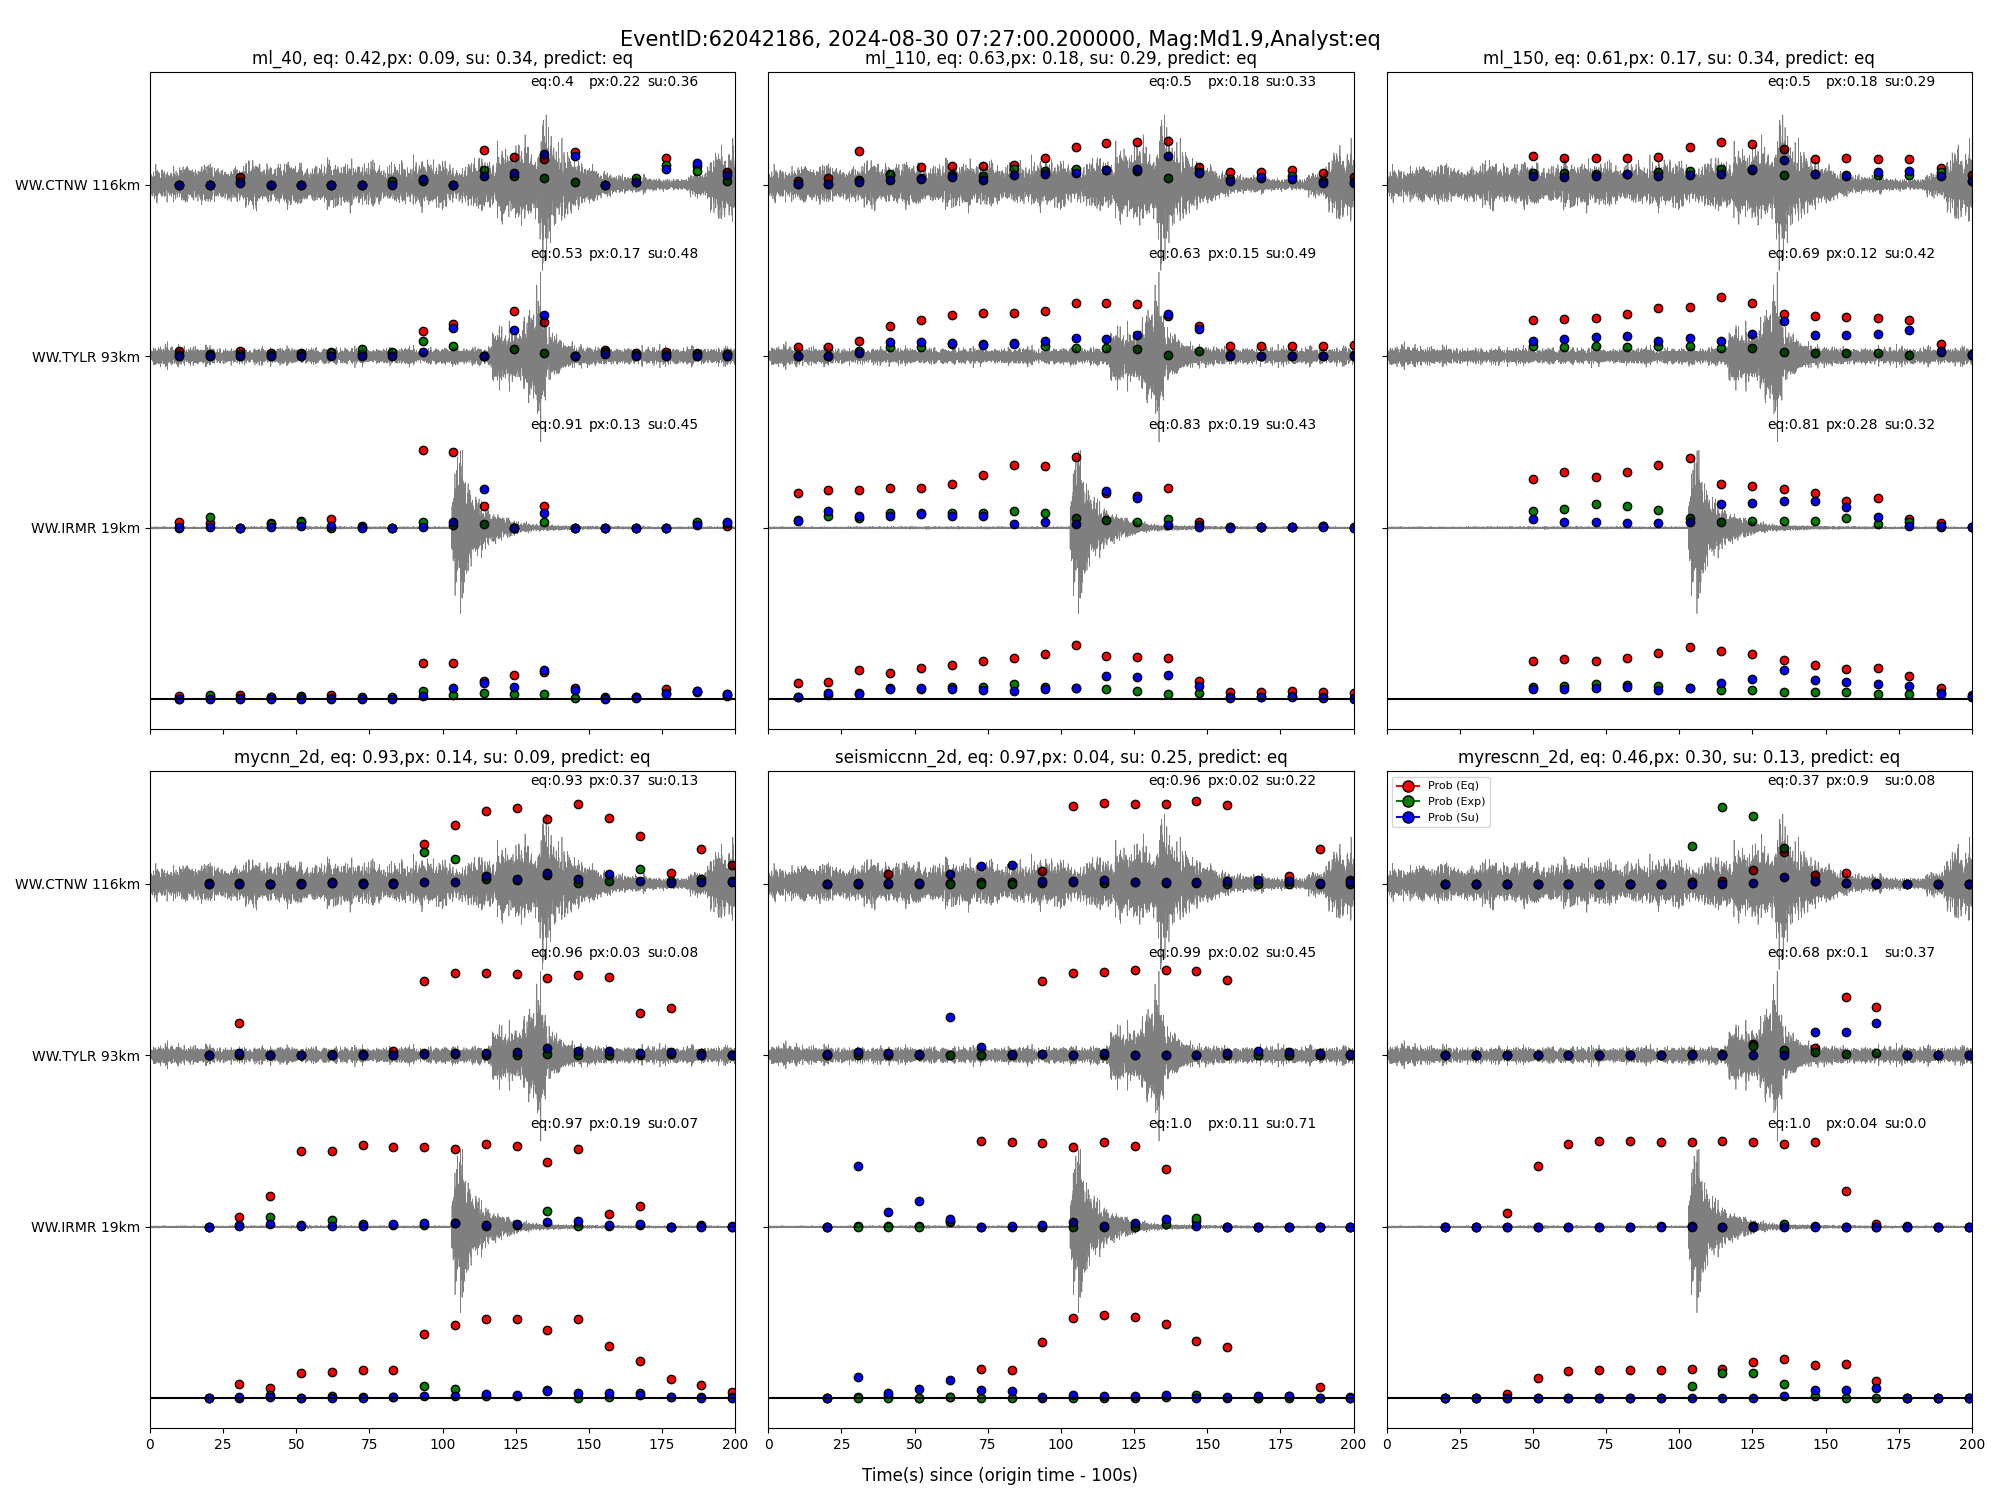 EventID:62042186, 2024-08-30 07:27:00.200000, Mag:Md1.9,Analyst:eq
ml_40, eq: 0.42,px: 0.09, su: 0.34, predict: eq
eq:0.4 px:0.22 su:0.36
WW.CTNW 116km
eq:0.53 px:0.17 su:0.48
WW.TYLR 93km
eq:0.91 px:0.13 su:0.45
WW.IRMR 19km
ml_110, eq: 0.63,px: 0.18, su: 0.29, predict: eq
eq:0.5 px:0.18 su:0.33
eq:0.63 px:0.15 su:0.49
eq:0.83 px:0.19 su:0.43
ml_150, eq: 0.61,px: 0.17, su: 0.34, predict: eq
eq:0.5 px:0.18 su:0.29
eq:0.69 px:0.12 su:0.42
eq:0.81 px:0.28 su:0.32
mycnn_2d, eq: 0.93,px: 0.14, su: 0.09, predict: eq
eq:0.93 px:0.37 su:0.13
WW.CTNW 116km
eq:0.96 px:0.03 su:0.08
WW.TYLR 93km
eq:0.97 px:0.19 su:0.07
WW.IRMR 19km
0 25 50 75 100 125 150 175 200
seismiccnn_2d, eq: 0.97,px: 0.04, su: 0.25, predict: eq
eq:0.96 px:0.02 su:0.22
eq:0.99 px:0.02 su:0.45
eq:1.0 px:0.11 su:0.71
0 25 50 75 100 125 150 175 200
myrescnn_2d, eq: 0.46,px: 0.30, su: 0.13, predict: eq
eq:0.37 px:0.9 su:0.08
Prob (Eq)
Prob (Exp)
Prob (Su)
eq:0.68 px:0.1 su:0.37
eq:1.0 px:0.04 su:0.0
0 25 50 75 100 125 150 175 200
Time(s) since (origin time - 100s)